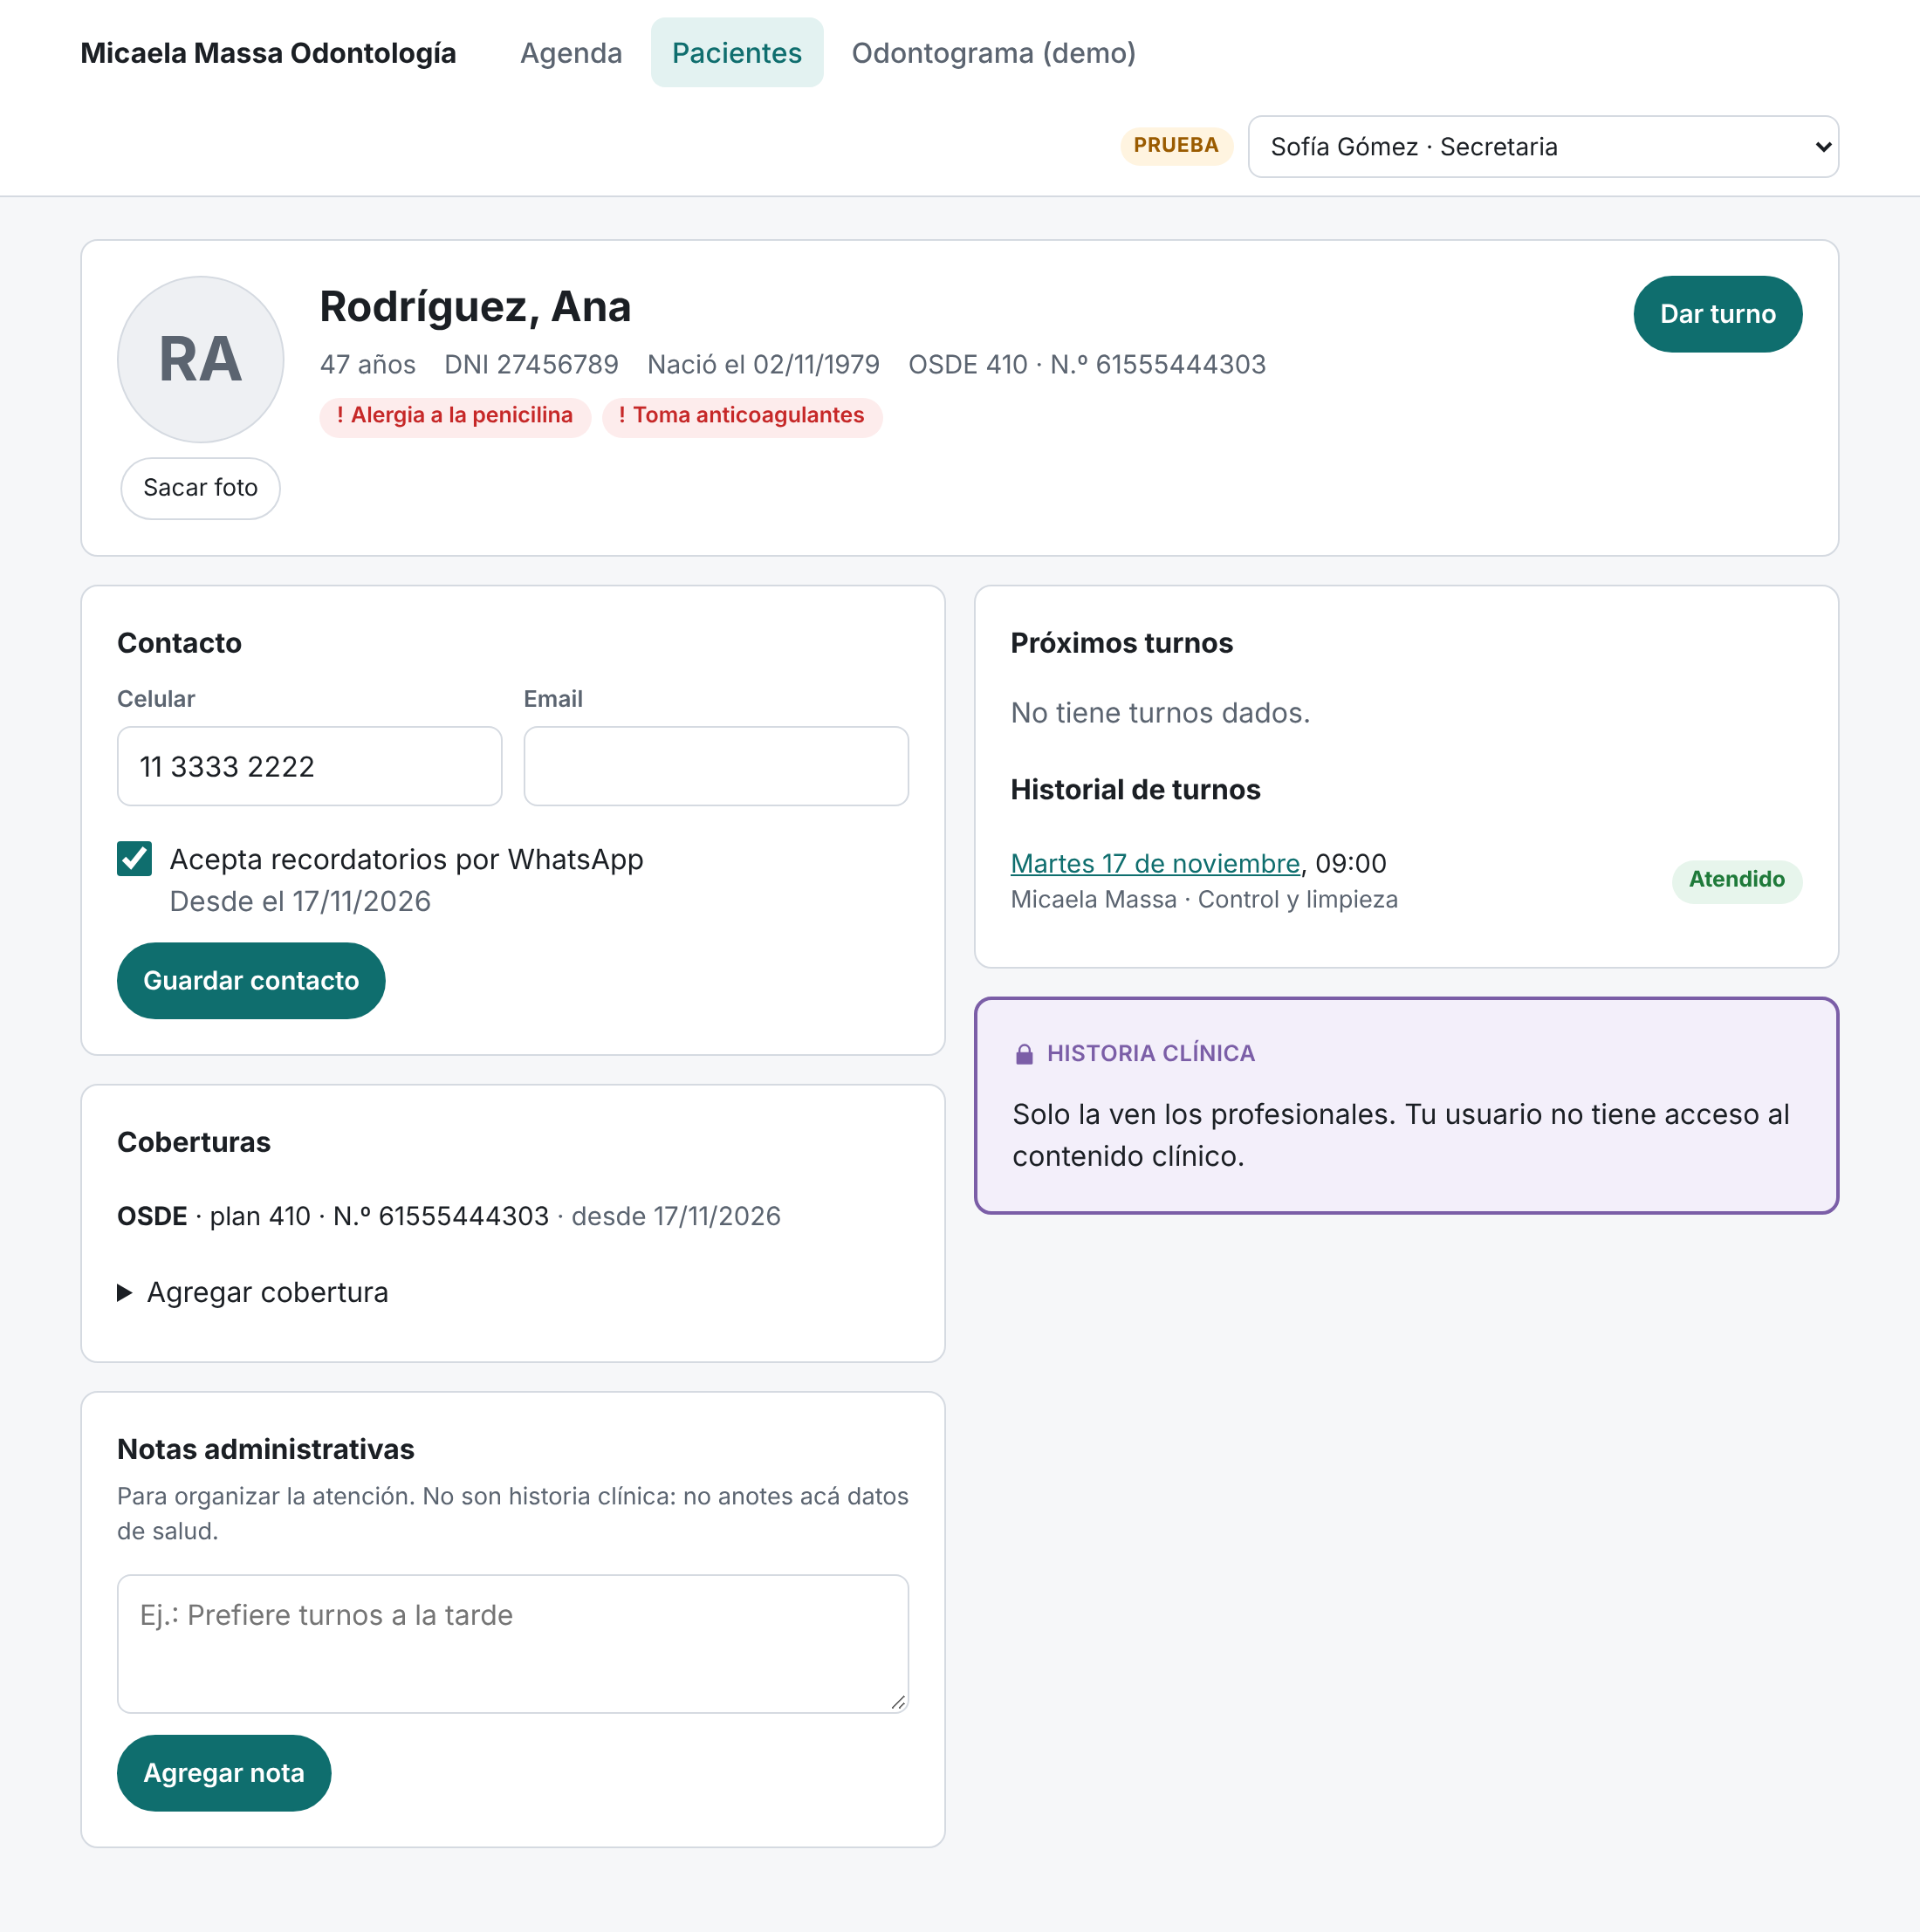 Micaela Massa Odontología
Agenda
Pacientes
Odontograma (demo)
PRUEBA
Sofía Gómez · Secretaria
RA
Sacar foto
Rodríguez, Ana
47 años DNI 27456789 Nació el 02/11/1979 OSDE 410 · N.º 61555444303
! Alergia a la penicilina
! Toma anticoagulantes
Dar turno
Contacto
Celular
Email
11 3333 2222
Acepta recordatorios por WhatsApp
Desde el 17/11/2026
Guardar contacto
Coberturas
OSDE · plan 410 · N.º 61555444303 · desde 17/11/2026
Agregar cobertura
Notas administrativas
Para organizar la atención. No son historia clínica: no anotes acá datos
de salud.
Ej.: Prefiere turnos a la tarde
Agregar nota
Próximos turnos
No tiene turnos dados.
Historial de turnos
Martes 17 de noviembre, 09:00
Micaela Massa · Control y limpieza
Atendido
HISTORIA CLÍNICA
Solo la ven los profesionales. Tu usuario no tiene acceso al
contenido clínico.